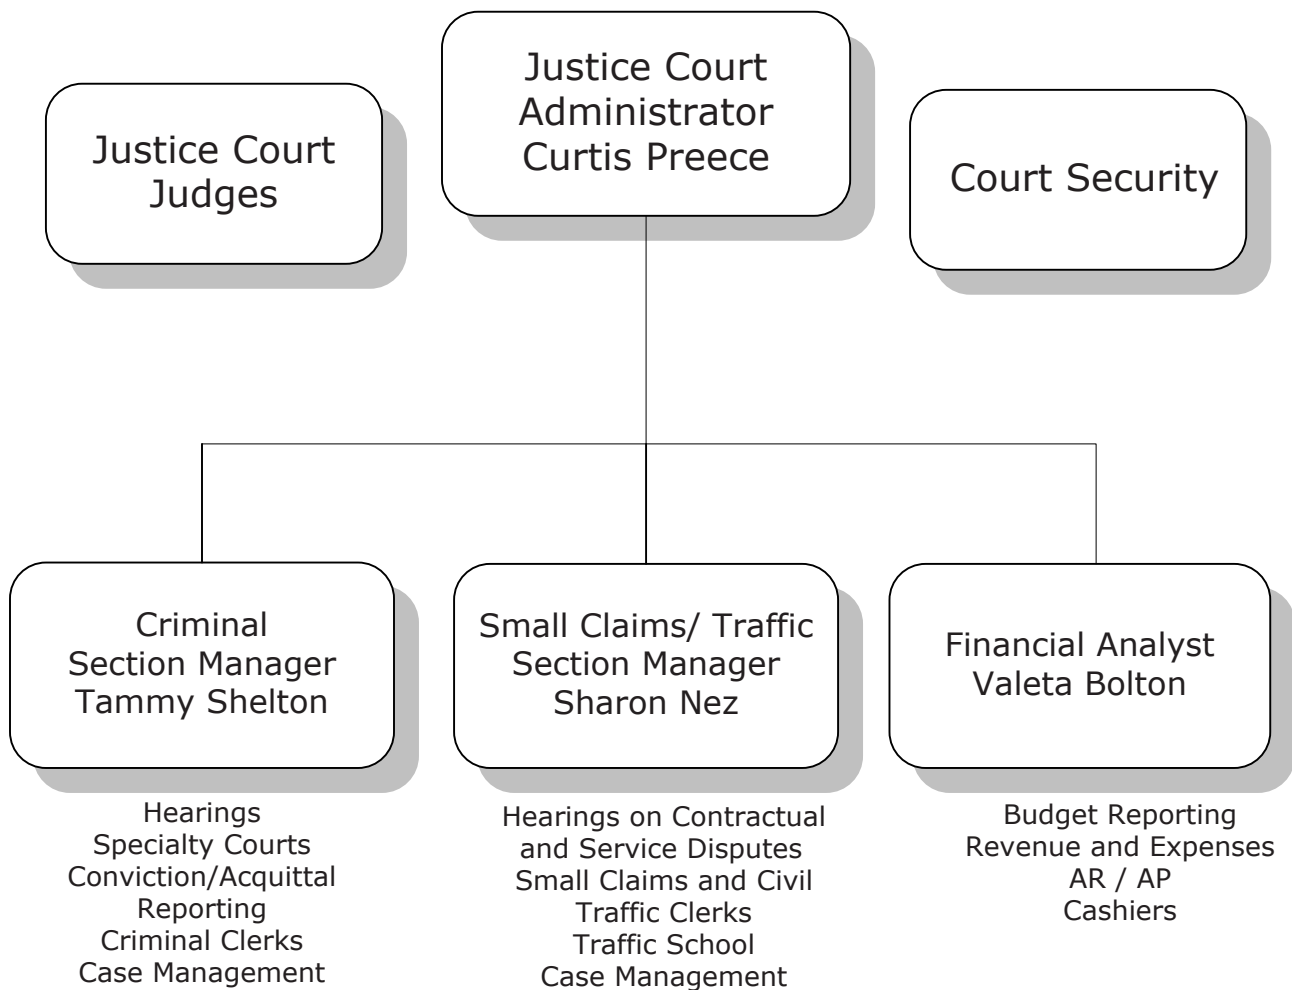 Justice Court
Judges
Justice Court
Administrator
Curtis Preece
Court Security
Criminal
Section Manager
Tammy Shelton
Small Claims/ Traffic
Section Manager
Sharon Nez
Financial Analyst
Valeta Bolton
Hearings
Specialty Courts
Conviction/Acquittal
Reporting
Criminal Clerks
Case Management
Hearings on Contractual
and Service Disputes
Small Claims and Civil
Traffic Clerks
Traffic School
Case Management
Budget Reporting
Revenue and Expenses
AR / AP
Cashiers